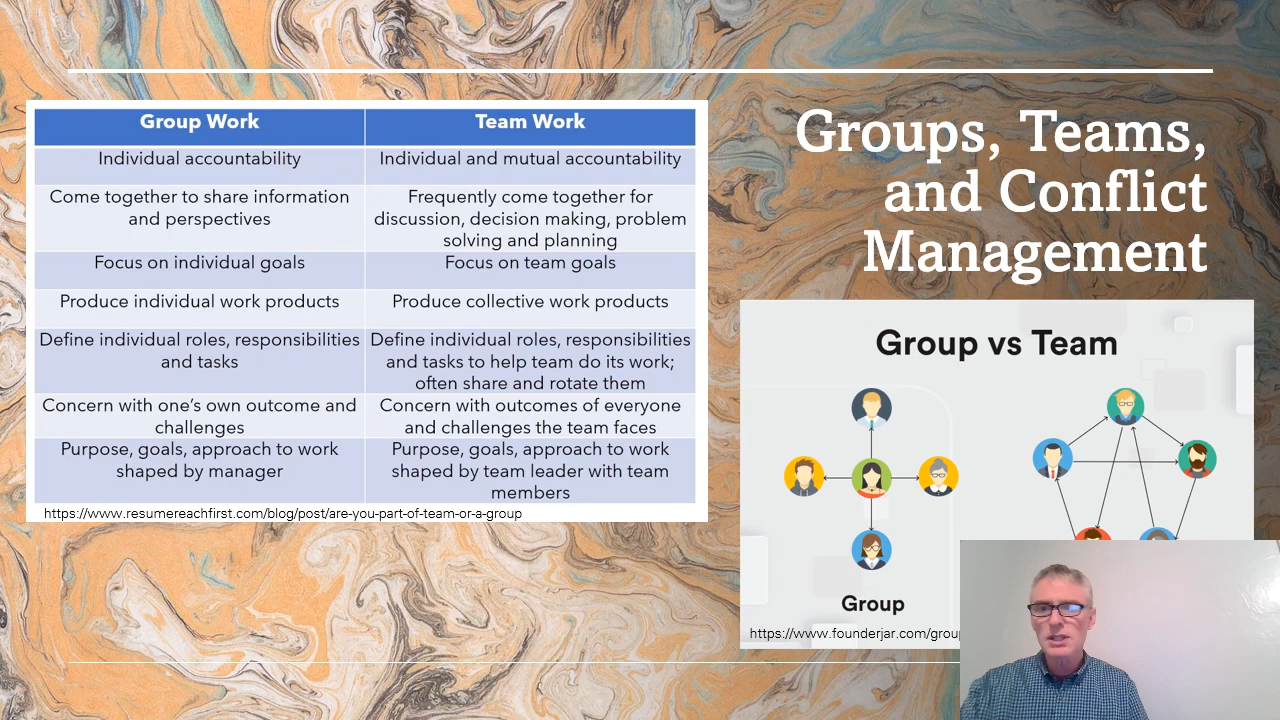 Groups, Teams,
and Conflict
Management
Group Work
Team Work
Individual accountability
Individual and mutual accountability
Come together to share information
and perspectives
Frequently come together for
discussion, decision making, problem
solving and planning
Focus on individual goals
Focus on team goals
Produce individual work products
Produce collective work products
Define individual roles, responsibilities
and tasks
Define individual roles, responsibilities
and tasks to help team do its work;
often share and rotate them
Concern with one's own outcome and
challenges
Concern with outcomes of everyone
and challenges the team faces
Purpose, goals, approach to work
shaped by manager
Purpose, goals, approach to work
shaped by team leader with team
members
https://www.resumereachfirst.com/blog/post/are-you-part-of-team-or-a-group
Group vs Team
Group
https://www.founderjar.com/group